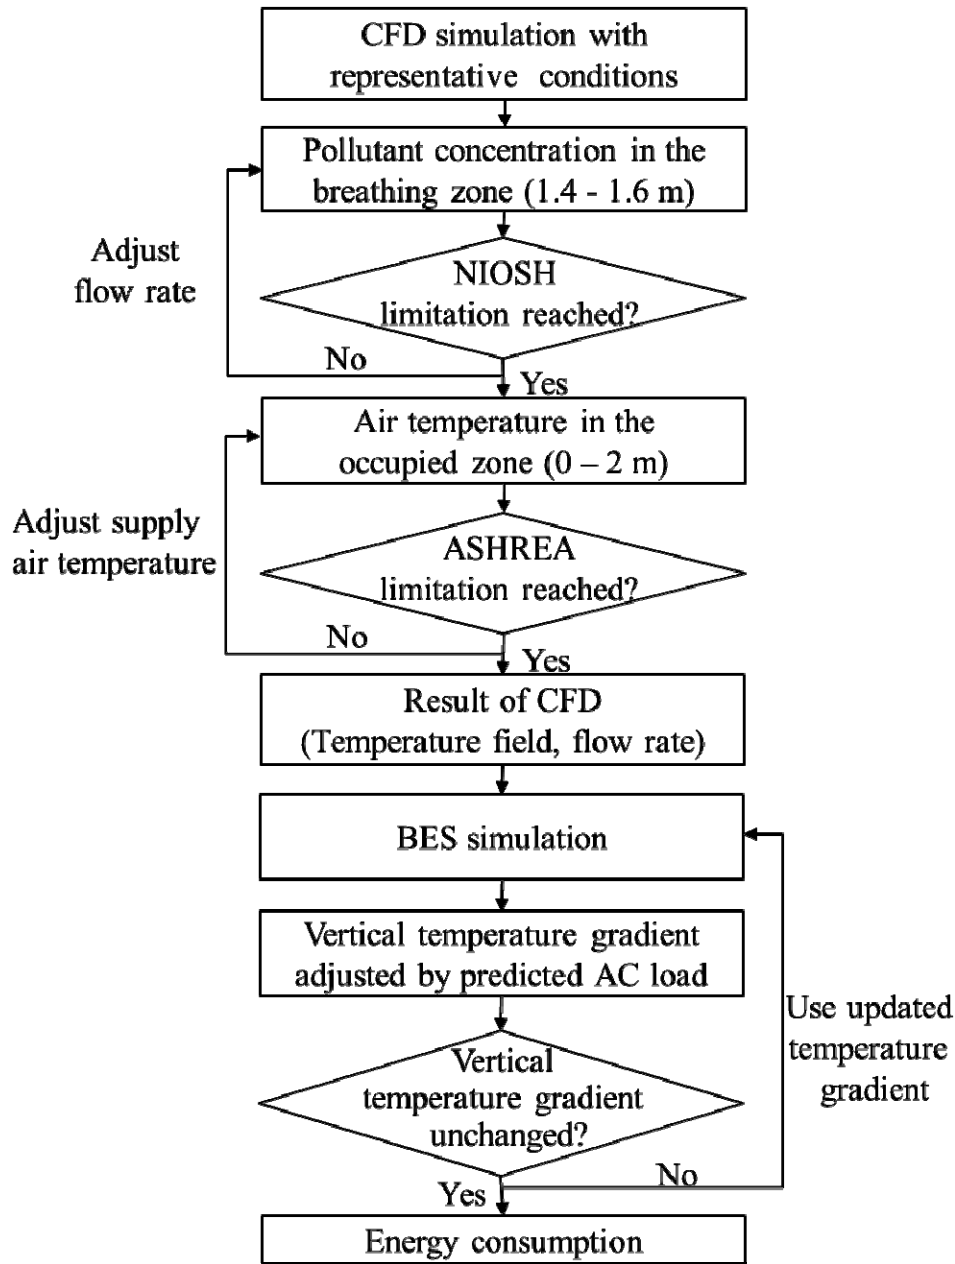 CFD simulation with
representative conditions
Pollutant concentration in the
breathing zone (1.4 - 1.6 m)
Adjust
flow rate
NIOSH
limitation reached?
No
Yes
Air temperature in the
occupied zone (0 – 2 m)
Adjust supply
air temperature
ASHREA
limitation reached?
No
Yes
Result of CFD
(Temperature field, flow rate)
BES simulation
Vertical temperature gradient
adjusted by predicted AC load
Use updated
temperature
gradient
Vertical
temperature gradient
unchanged?
No
Yes
Energy consumption